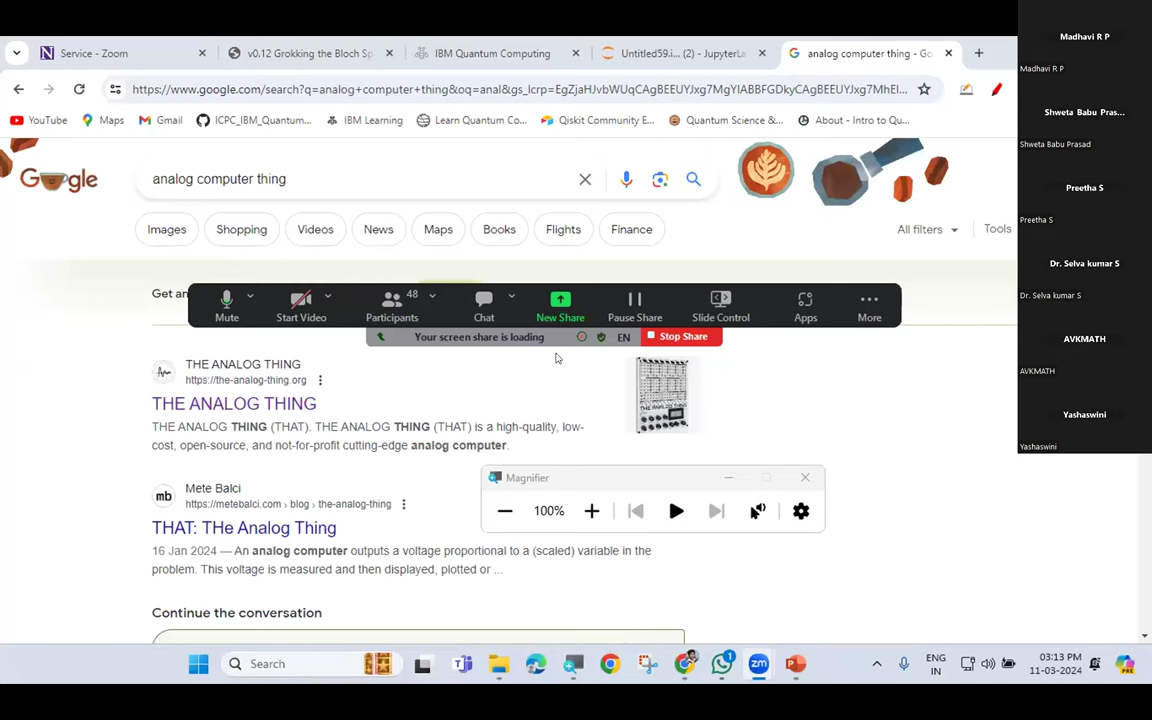 Service - Zoom
v0.12 Grokking the Bloch Sp
IBM Quantum Computing
Untitled59.i... (2) - JupyterLa
analog computer thing - Go
https://www.google.com/search?q=analog+computer+thing&oq=anal&gs_lcrp=EgZjaHJvbWUqCAgBEEUYJxg7MgYIABBFGDkyCAgBEEUYJxg7MhEI...
YouTube
Maps
Gmail
ICPC_IBM_Quantum...
IBM Learning
Learn Quantum Co...
Qiskit Community E...
Quantum Science &...
About - Intro to Qu...
analog computer thing
Images
Shopping
Videos
News
Maps
Books
Flights
Finance
All filters
Tools
Get an
Mute
Start Video
48
Participants
Chat
New Share
Pause Share
Slide Control
Apps
More
Your screen share is loading
EN
Stop Share
THE ANALOG THING
https://the-analog-thing.org
THE ANALOG THING
THE ANALOG THING (THAT). THE ANALOG THING (THAT) is a high-quality, low-
cost, open-source, and not-for-profit cutting-edge analog computer.
THE ANALOG THING
mb
Mete Balci
https://metebalci.com › blog › the-analog-thing
THAT: THe Analog Thing
16 Jan 2024 — An analog computer outputs a voltage proportional to a (scaled) variable in the
problem. This voltage is measured and then displayed, plotted or ...
Continue the conversation
Magnifier
100%
Madhavi R P
Madhavi R P
Shweta Babu Pras...
Shweta Babu Prasad
Preetha S
Preetha S
Dr. Selva kumar S
Dr. Selva kumar S
AVKMATH
AVKMATH
Yashaswini
Yashaswini
Search
zm
1
ENG
IN
03:13 PM
11-03-2024
PRE